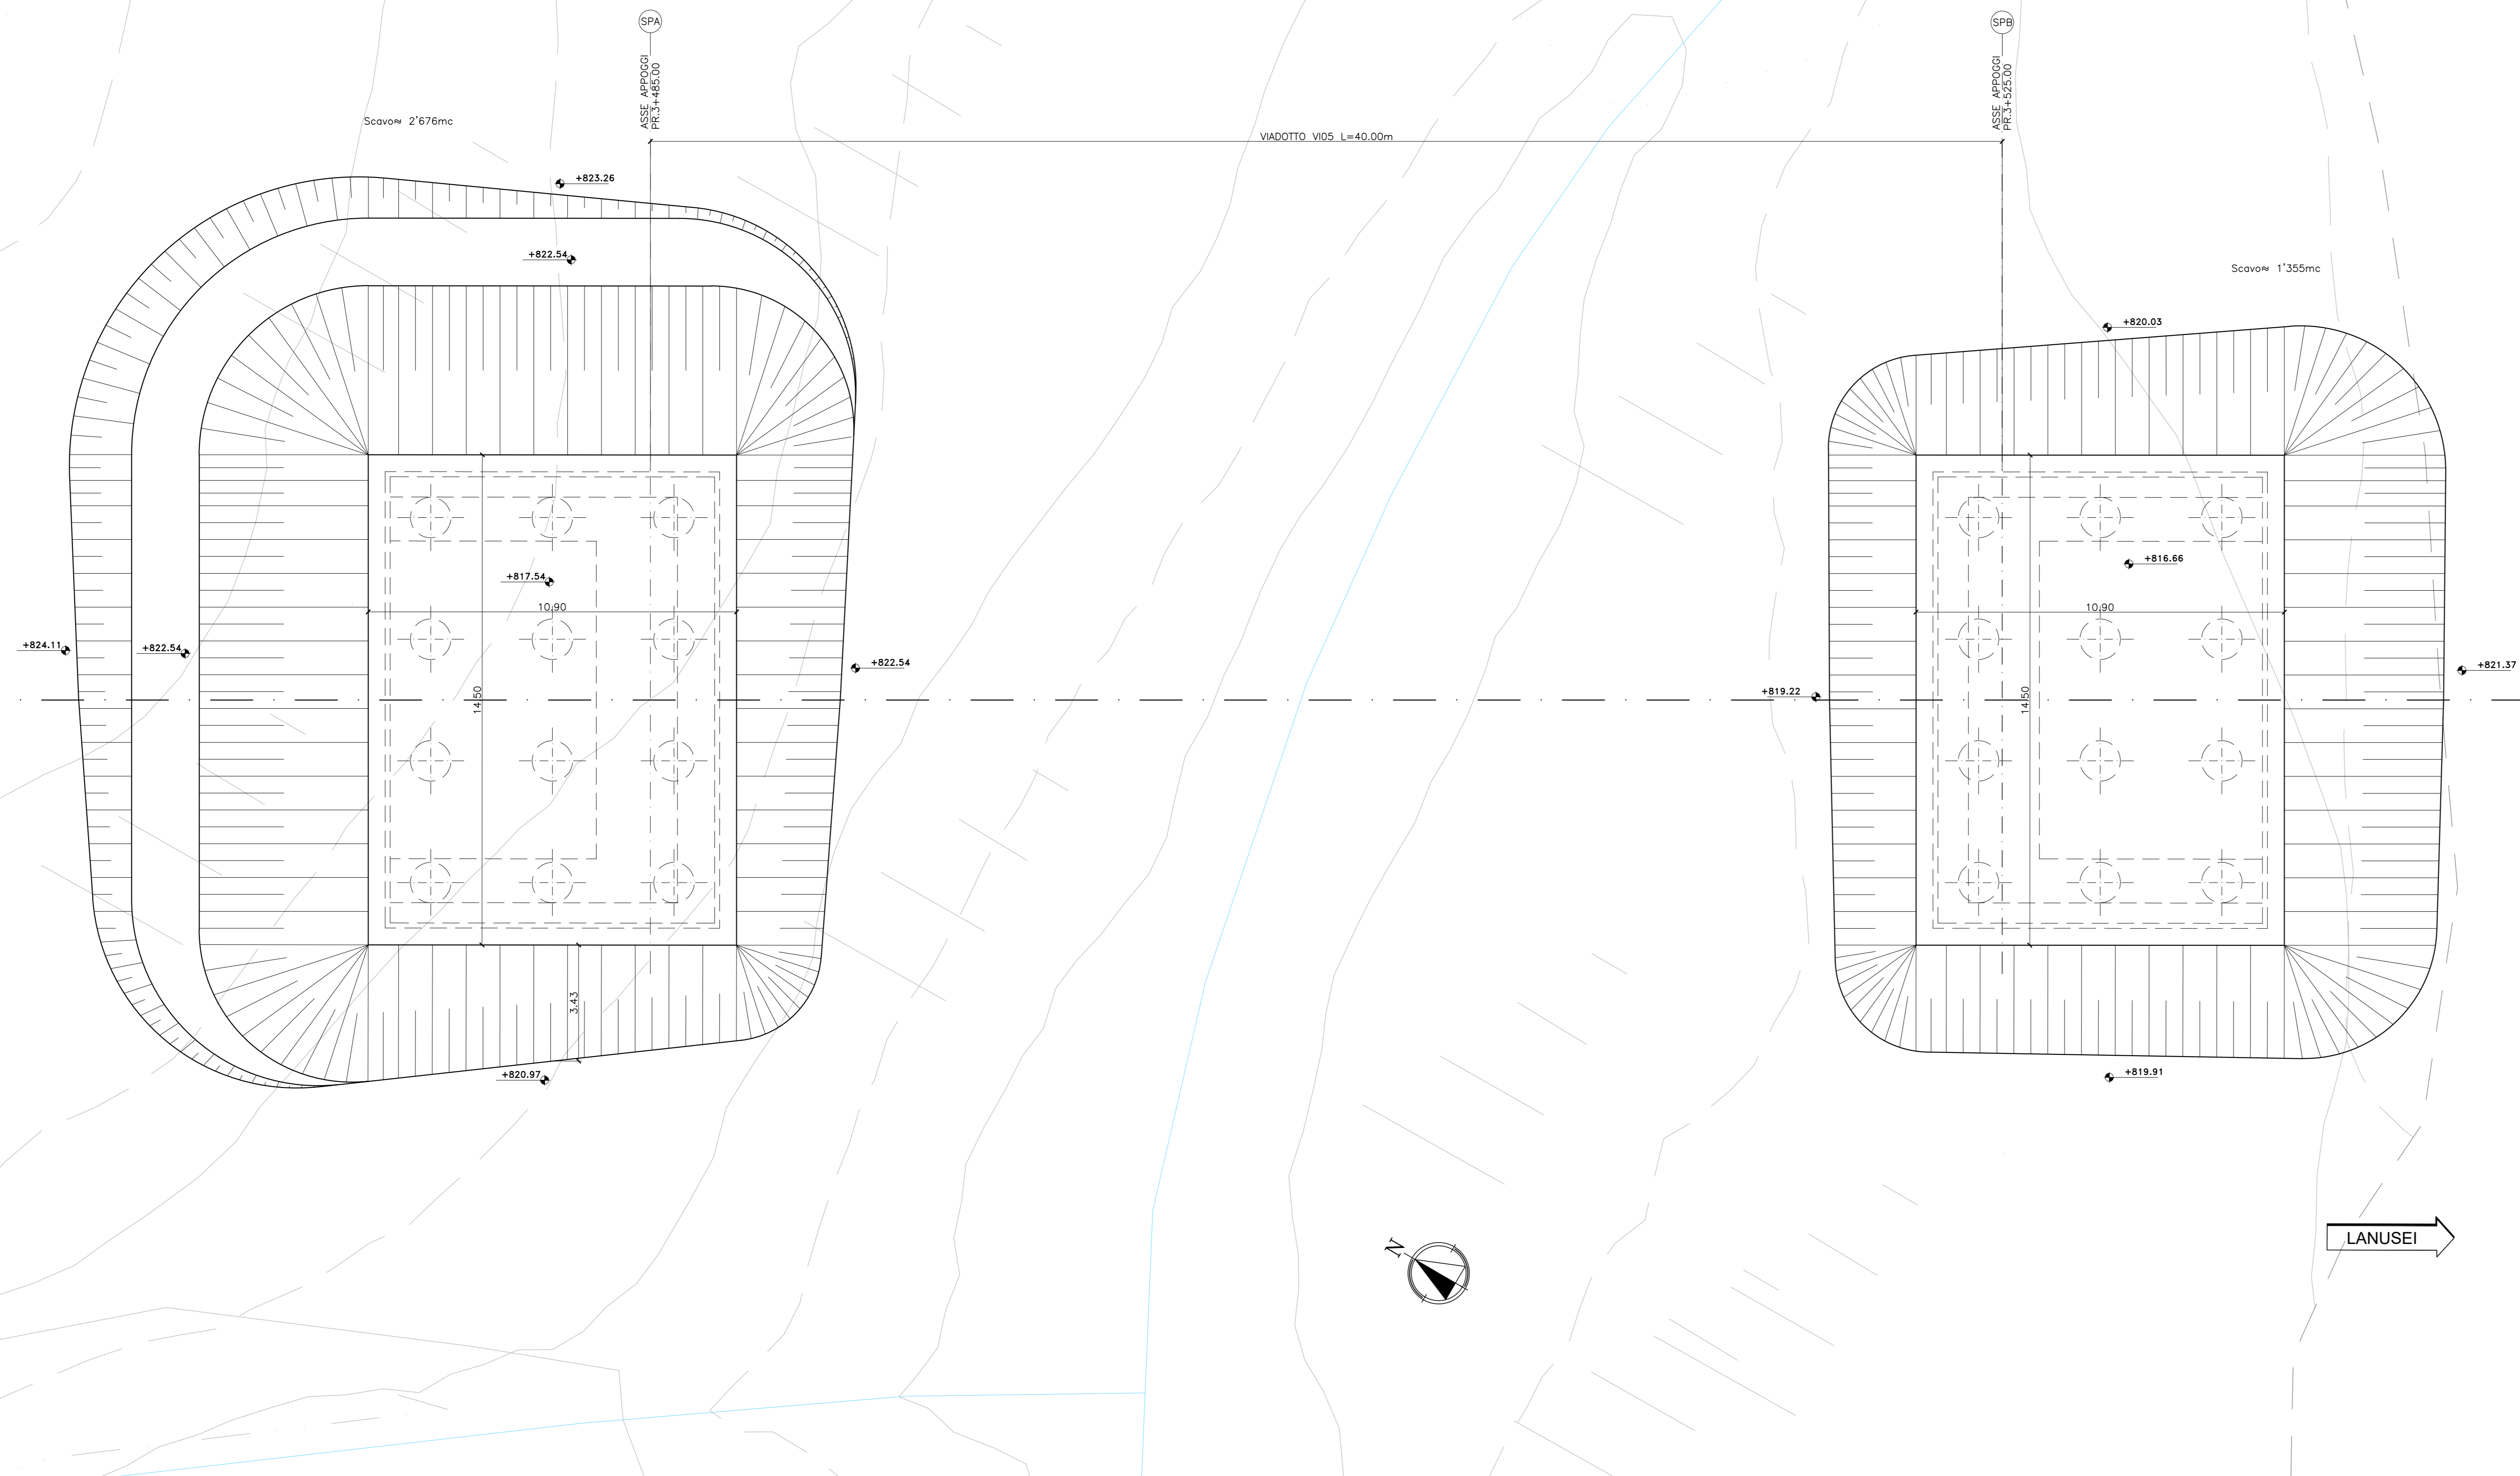 SPA
SPB
ASSE APPOGGI
PR.3+485.00
ASSE APPOGGI
PR.3+525.00
Scavo≈ 2'676mc
VIADOTTO VI05 L=40.00m
+823.26
+822.54
Scavo≈ 1'355mc
+820.03
+817.54
+816.66
10.90
10.90
+824.11
+822.54
+822.54
+821.37
+819.22
14.50
14.50
3.43
+820.97
+819.91
N
LANUSEI